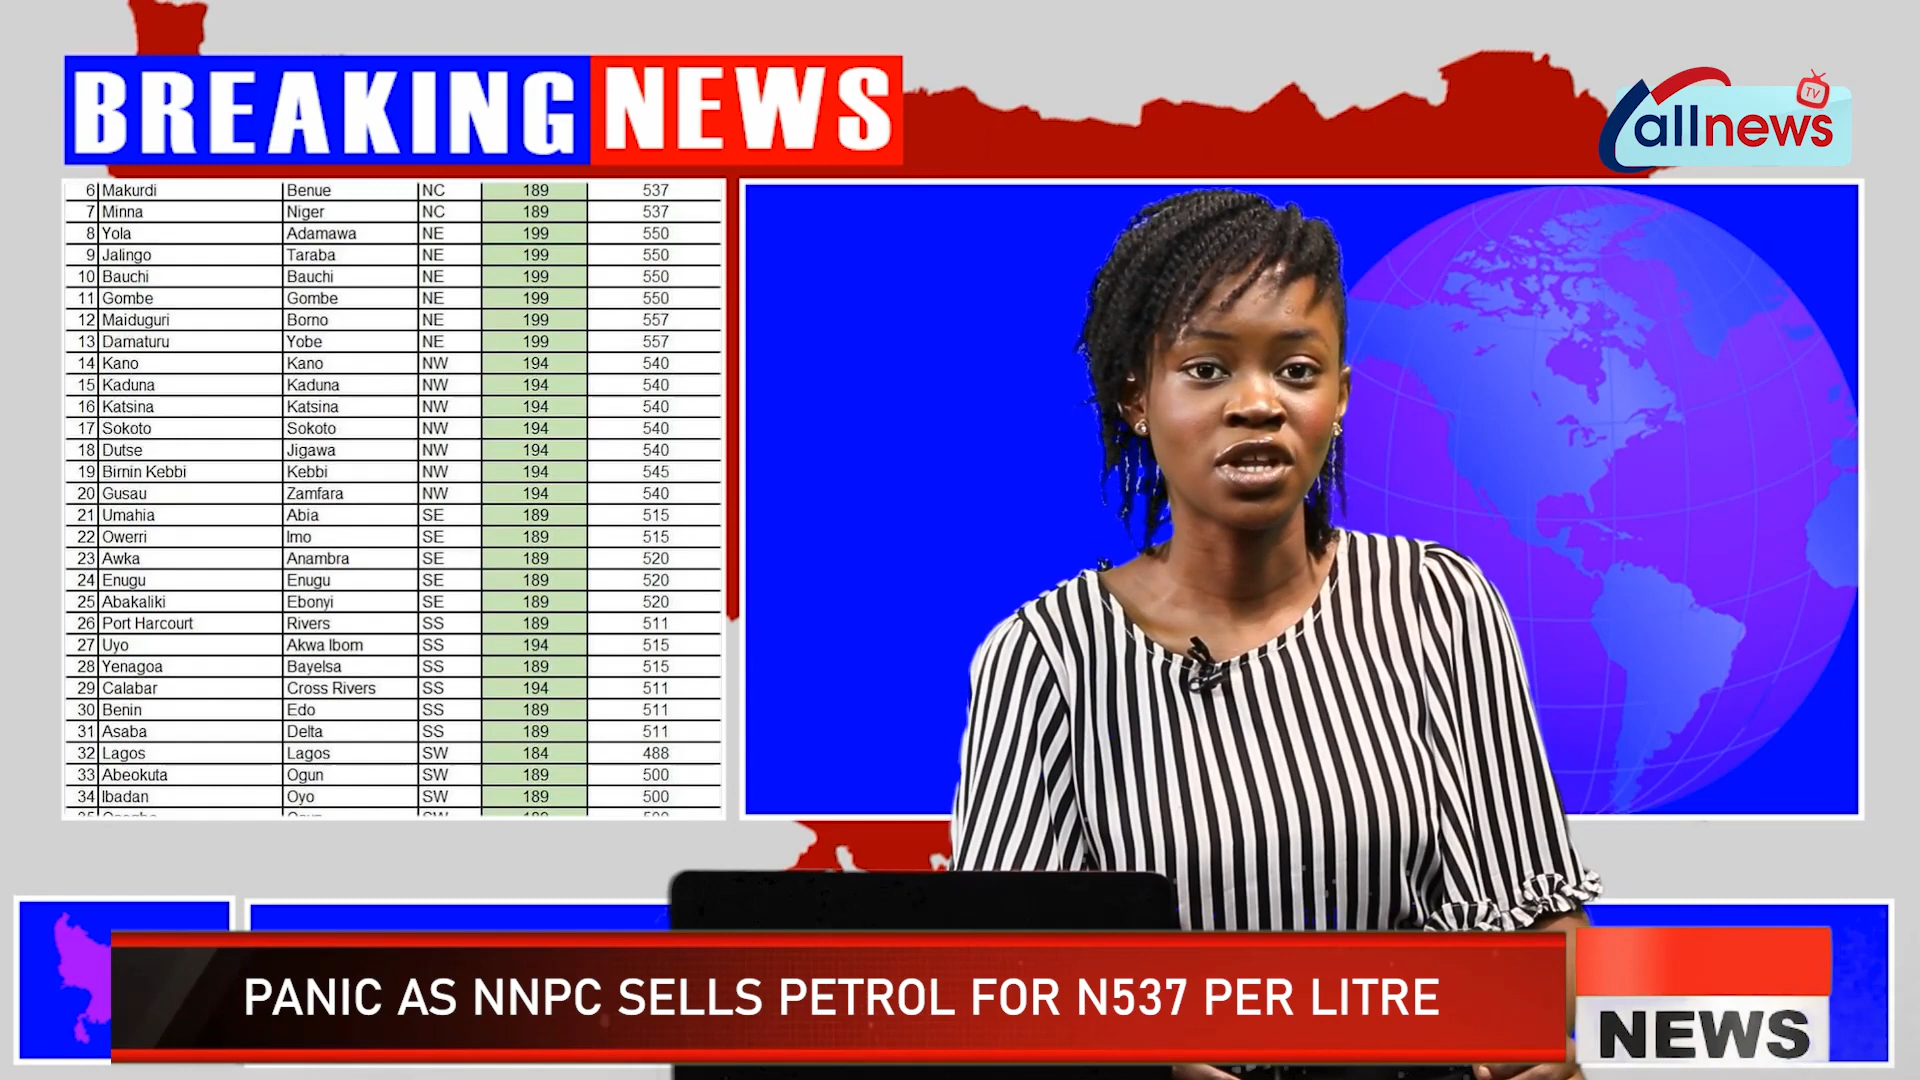 BREAKING NEWS
allnews
TV
6 Makurdi Benue NC 189 537
7 Minna Niger NC 189 537
8 Yola Adamawa NE 199 550
9 Jalingo Taraba NE 199 550
10 Bauchi Bauchi NE 199 550
11 Gombe Gombe NE 199 550
12 Maiduguri Borno NE 199 557
13 Damaturu Yobe NE 199 557
14 Kano Kano NW 194 540
15 Kaduna Kaduna NW 194 540
16 Katsina Katsina NW 194 540
17 Sokoto Sokoto NW 194 540
18 Dutse Jigawa NW 194 540
19 Birnin Kebbi Kebbi NW 194 545
20 Gusau Zamfara NW 194 540
21 Umahia Abia SE 189 515
22 Owerri Imo SE 189 515
23 Awka Anambra SE 189 520
24 Enugu Enugu SE 189 520
25 Abakaliki Ebonyi SE 189 520
26 Port Harcourt Rivers SS 189 511
27 Uyo Akwa Ibom SS 194 515
28 Yenagoa Bayelsa SS 189 515
29 Calabar Cross Rivers SS 194 511
30 Benin Edo SS 189 511
31 Asaba Delta SS 189 511
32 Lagos Lagos SW 184 488
33 Abeokuta Ogun SW 189 500
34 Ibadan Oyo SW 189 500
PANIC AS NNPC SELLS PETROL FOR N537 PER LITRE
NEWS